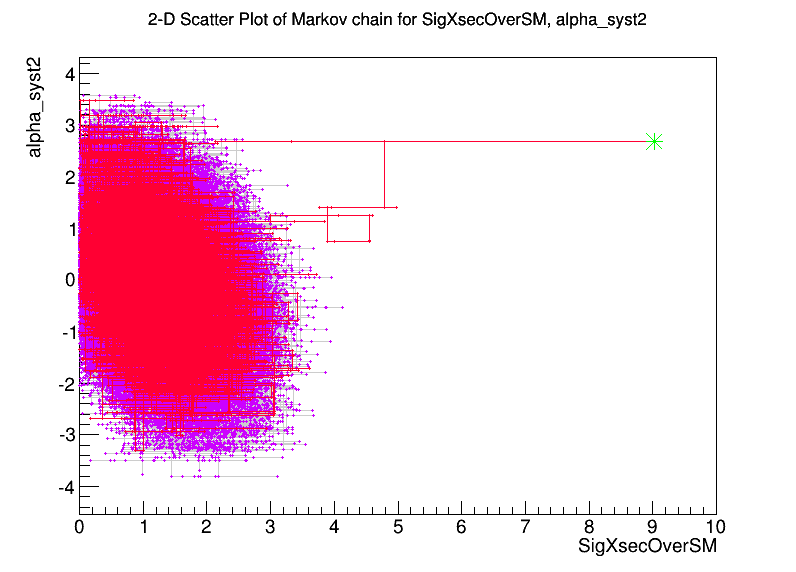 2-D Scatter Plot of Markov chain for SigXsecOverSM, alpha_syst2
alpha_syst2
4
3
2
1
0
-1
-2
-3
-4
0 1 2 3 4 5 6 7 8 9 10
SigXsecOverSM